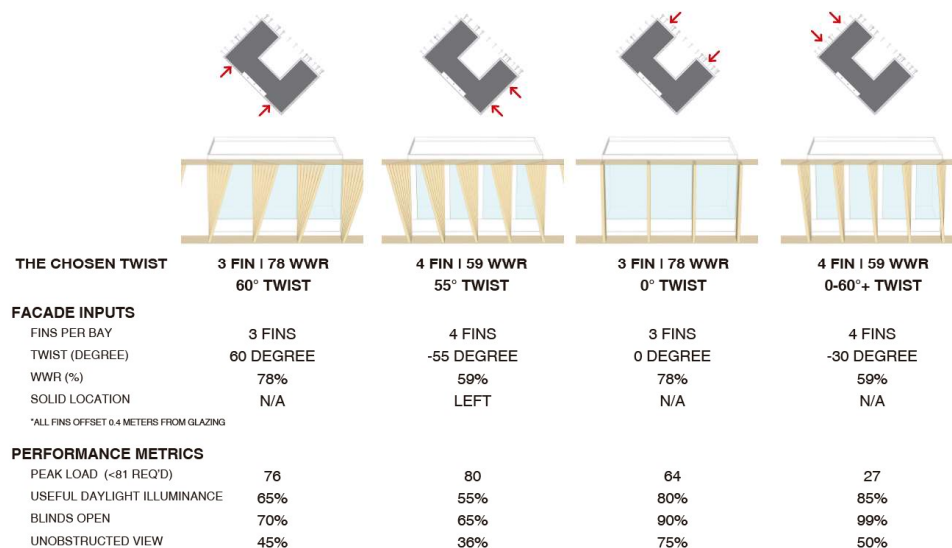 THE CHOSEN TWIST 3 FIN | 78 WWR 4 FIN | 59 WWR 3 FIN | 78 WWR 4 FIN | 59 WWR
60° TWIST 55° TWIST 0° TWIST 0-60°+ TWIST
FACADE INPUTS
FINS PER BAY 3 FINS 4 FINS 3 FINS 4 FINS
TWIST (DEGREE) 60 DEGREE -55 DEGREE 0 DEGREE -30 DEGREE
WWR (%) 78% 59% 78% 59%
SOLID LOCATION N/A LEFT N/A N/A
*ALL FINS OFFSET 0.4 METERS FROM GLAZING
PERFORMANCE METRICS
PEAK LOAD (<81 REQ'D) 76 80 64 27
USEFUL DAYLIGHT ILLUMINANCE 65% 55% 80% 85%
BLINDS OPEN 70% 65% 90% 99%
UNOBSTRUCTED VIEW 45% 36% 75% 50%